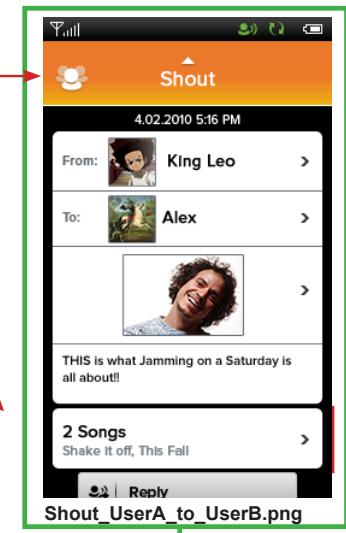 Shout
4.02.2010 5:16 PM
From: King Leo
To: Alex
THIS is what Jamming on a Saturday is
all about!!
2 Songs
Shake it off, This Fall
Reply
Shout_UserA_to_UserB.png